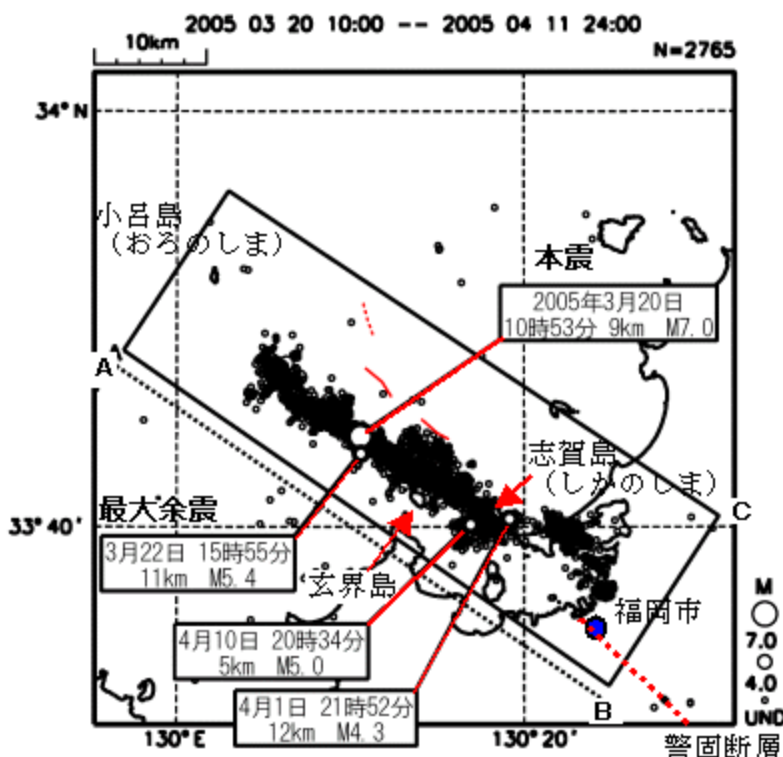 2005 03 20 10:00 -- 2005 04 11 24:00
10km
N=2765
34°N
小呂島
（おろのしま）
本震
2005年3月20日
10時53分 9km M7.0
A
志賀島
（しかのしま）
最大余震
33°40'
C
3月22日 15時55分
11km M5.4
玄界島
M
7.0
4.0
UND
福岡市
4月10日 20時34分
5km M5.0
4月1日 21時52分
12km M4.3
B
130°E
130°20'
警固断層